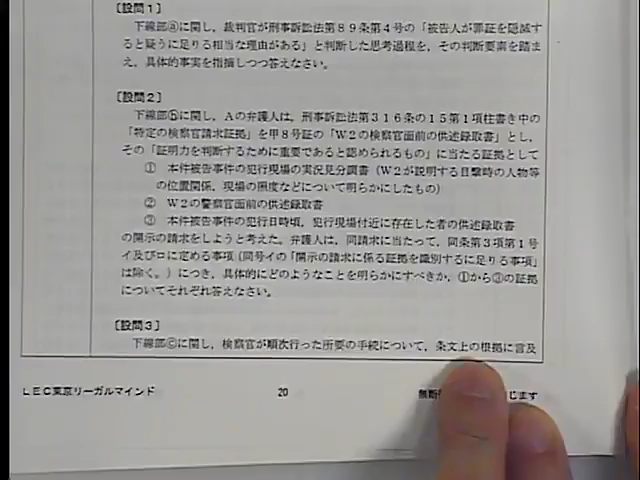 〔設問1〕
下線部ⓐに関し，裁判官が刑事訴訟法第89条第4号の「被告人が罪証を隠滅す
ると疑うに足りる相当な理由がある」と判断した思考過程を，その判断要素を踏ま
え，具体的事実を指摘しつつ答えなさい。
〔設問2〕
下線部ⓑに関し，Aの弁護人は，刑事訴訟法第316条の15第1項柱書き中の
「特定の検察官請求証拠」を甲8号証の「W2の検察官面前の供述録取書」とし，
その「証明力を判断するために重要であると認められるもの」に当たる証拠として
① 本件被告事件の犯行現場の実況見分調書（W2が説明する目撃時の人物等
の位置関係，現場の照度などについて明らかにしたもの）
② W2の警察官面前の供述録取書
③ 本件被告事件の犯行日時頃，犯行現場付近に存在した者の供述録取書
の開示の請求をしようと考えた。弁護人は，同請求に当たって，同条第3項第1号
イ及びロに定める事項（同号イの「開示の請求に係る証拠を識別するに足りる事項」
は除く。）につき，具体的にどのようなことを明らかにすべきか，①から③の証拠
についてそれぞれ答えなさい。
〔設問3〕
下線部ⓒに関し，検察官が順次行った所要の手続について，条文上の根拠に言及
LEC東京リーガルマインド 20 無断 じます